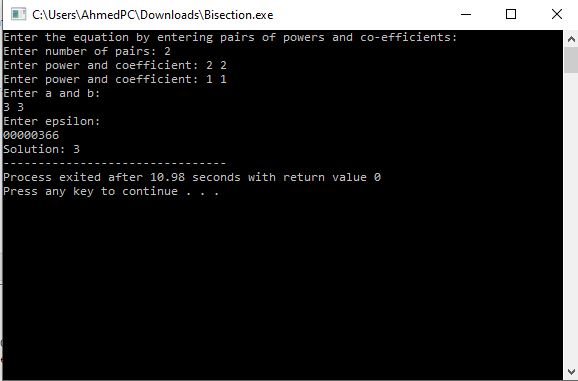 C:\Users\AhmedPC\Downloads\Bisection.exe
Enter the equation by entering pairs of powers and co-efficients:
Enter number of pairs: 2
Enter power and coefficient: 2 2
Enter power and coefficient: 1 1
Enter a and b:
3 3
Enter epsilon:
00000366
Solution: 3
--------------------------------
Process exited after 10.98 seconds with return value 0
Press any key to continue . . .